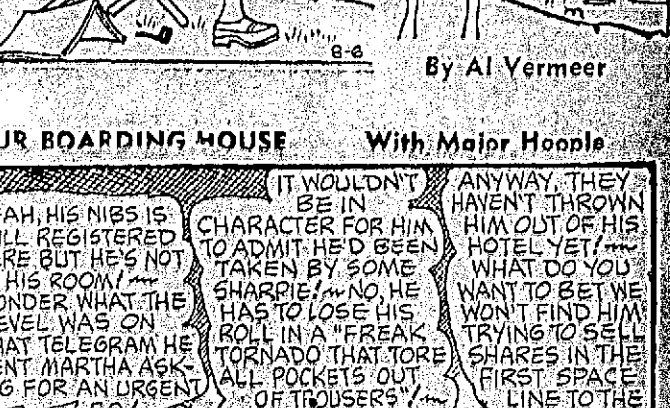 8-6
By Al Vermeer
UR BOARDING HOUSE With Major Hoople
AH, HIS NIBS IS
LL REGISTERED
RE BUT HE'S NOT
HIS ROOM!
ONDER WHAT THE
EVEL WAS ON
AT TELEGRAM HE
ENT MARTHA ASK-
G FOR AN URGENT
IT WOULDN'T
BE IN
CHARACTER FOR HIM
TO ADMIT HE'D BEEN
TAKEN BY SOME
SHARPIE!~NO, HE
HAS TO LOSE HIS
ROLL IN A "FREAK
TORNADO THAT TORE
ALL POCKETS OUT
OF TROUSERS"!~
ANYWAY, THEY
HAVEN'T THROWN
HIM OUT OF HIS
HOTEL YET!~
WHAT DO YOU
WANT TO BET WE
WON'T FIND HIM
TRYING TO SELL
SHARES IN THE
FIRST SPACE
LINE TO THE